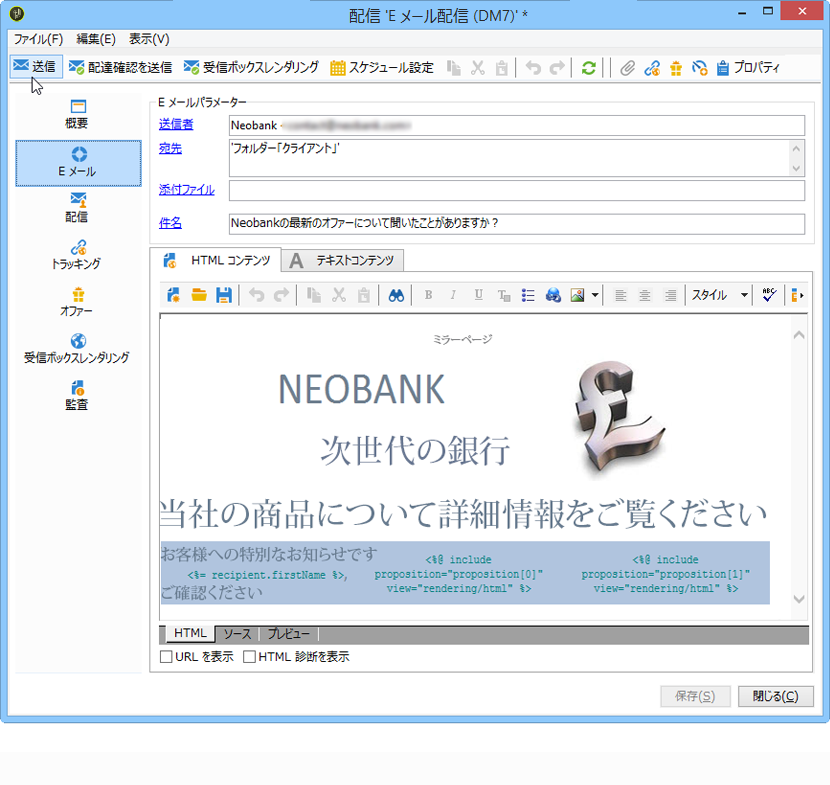 配信 'E メール配信 (DM7)' *
ファイル(F) 編集(E) 表示(V)
送信 配達確認を送信 受信ボックスレンダリング スケジュール設定 プロパティ
概要
E メール
配信
トラッキング
オファー
受信ボックスレンダリング
監査
E メールパラメーター
送信者 Neobank
宛先 'フォルダー「クライアント」'
添付ファイル
件名 Neobankの最新のオファーについて聞いたことがありますか？
HTML コンテンツ A テキストコンテンツ
B I U スタイル ABC
ミラーページ
NEOBANK
次世代の銀行
当社の商品について詳細情報をご覧ください
お客様への特別なお知らせです
<%= recipient.firstName %>,
ご確認ください
<%@ include
proposition="proposition[0]"
view="rendering/html" %>
<%@ include
proposition="proposition[1]"
view="rendering/html" %>
HTML ソース プレビュー
URL を表示 HTML 診断を表示
保存(S) 閉じる(C)